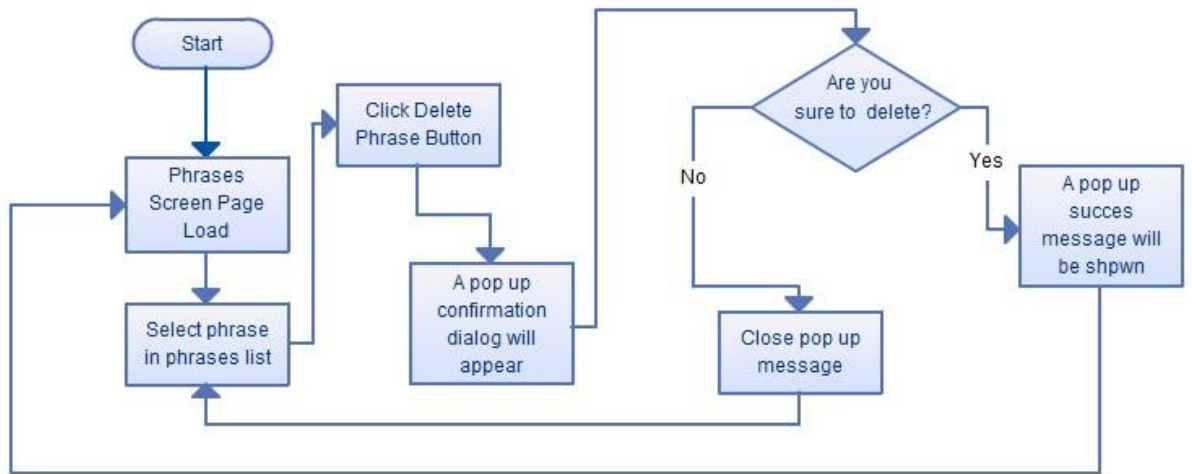 Start
Phrases
Screen Page
Load
Select phrase
in phrases list
Click Delete
Phrase Button
A pop up
confirmation
dialog will
appear
Are you
sure to delete?
No
Yes
Close pop up
message
A pop up
succes
message will
be shpwn